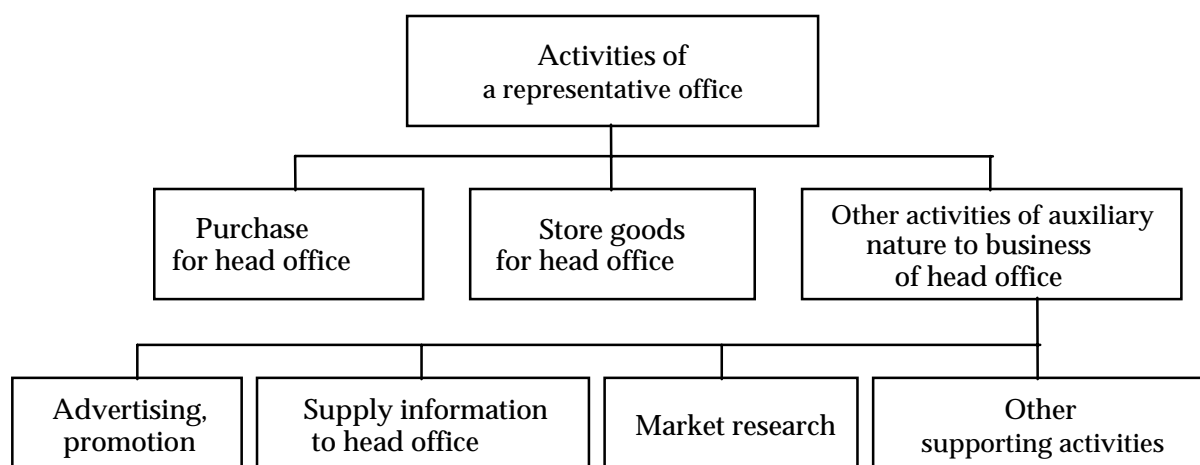 Activities of
a representative office
Purchase
for head office
Store goods
for head office
Other activities of auxiliary
nature to business
of head office
Advertising,
promotion
Supply information
to head office
Market research
Other
supporting activities